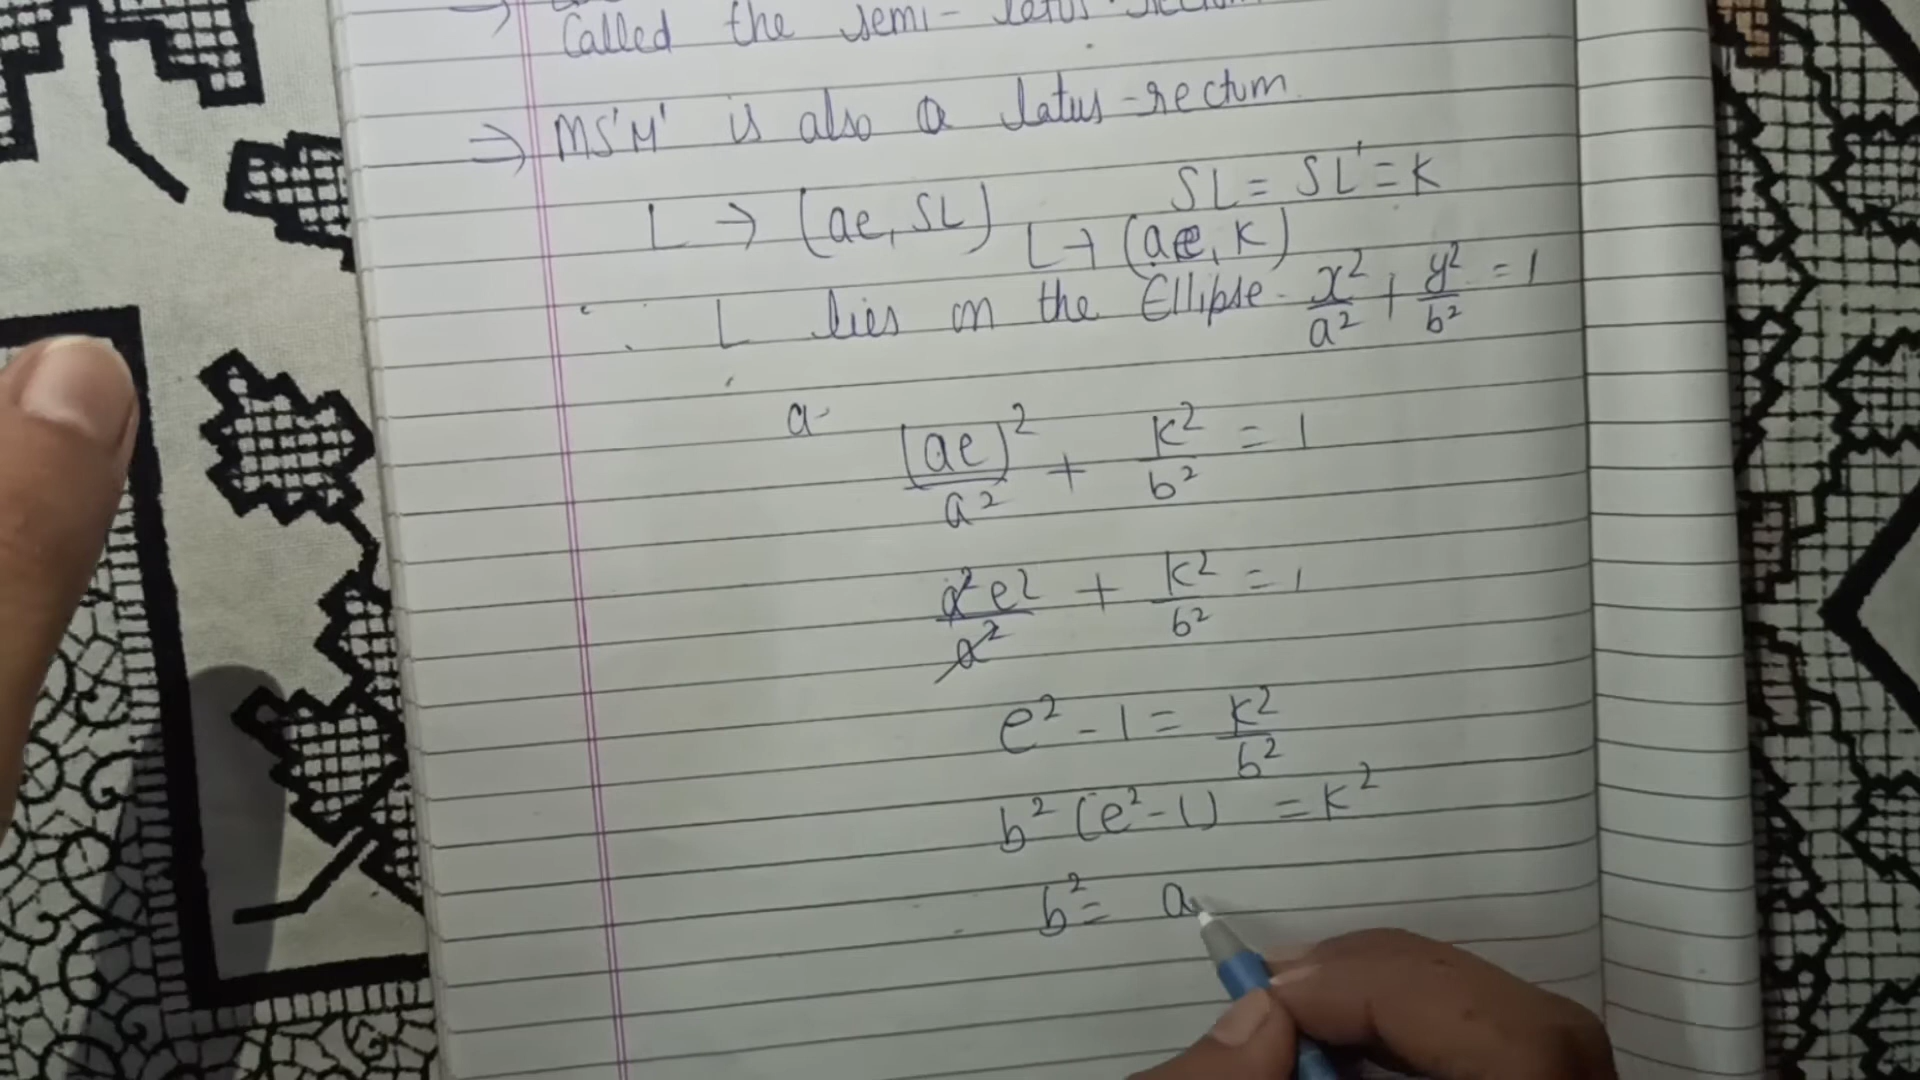 Called the semi-latus-rectum
⇒ MS'M' is also a latus-rectum.
L → (ae, SL) SL = SL' = K
L → (ae, K)
∴ L lies on the Ellipse x²/a² + y²/b² = 1
a
(ae)²/a² + K²/b² = 1
a²e²/a² + K²/b² = 1
e² - 1 = K²/b²
b² (e² - 1) = K²
b² = a